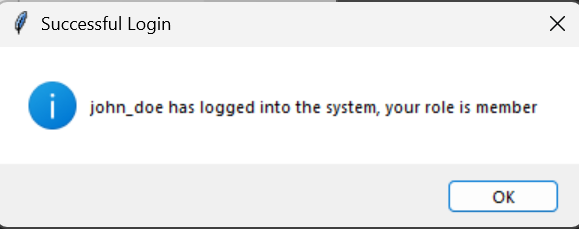 Successful Login
john_doe has logged into the system, your role is member
OK